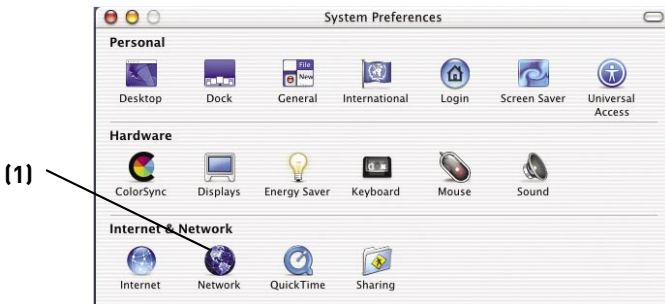 System Preferences
Personal
File
New
Desktop Dock General International Login Screen Saver Universal Access
Hardware
(1)
ColorSync Displays Energy Saver Keyboard Mouse Sound
Internet & Network
Internet Network QuickTime Sharing